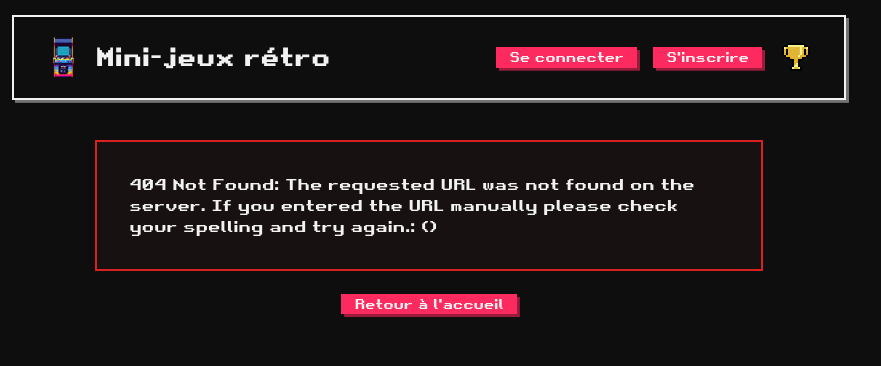 Mini-jeux rétro
Se connecter
S'inscrire
404 Not Found: The requested URL was not found on the
server. If you entered the URL manually please check
your spelling and try again.: ()
Retour à l'accueil